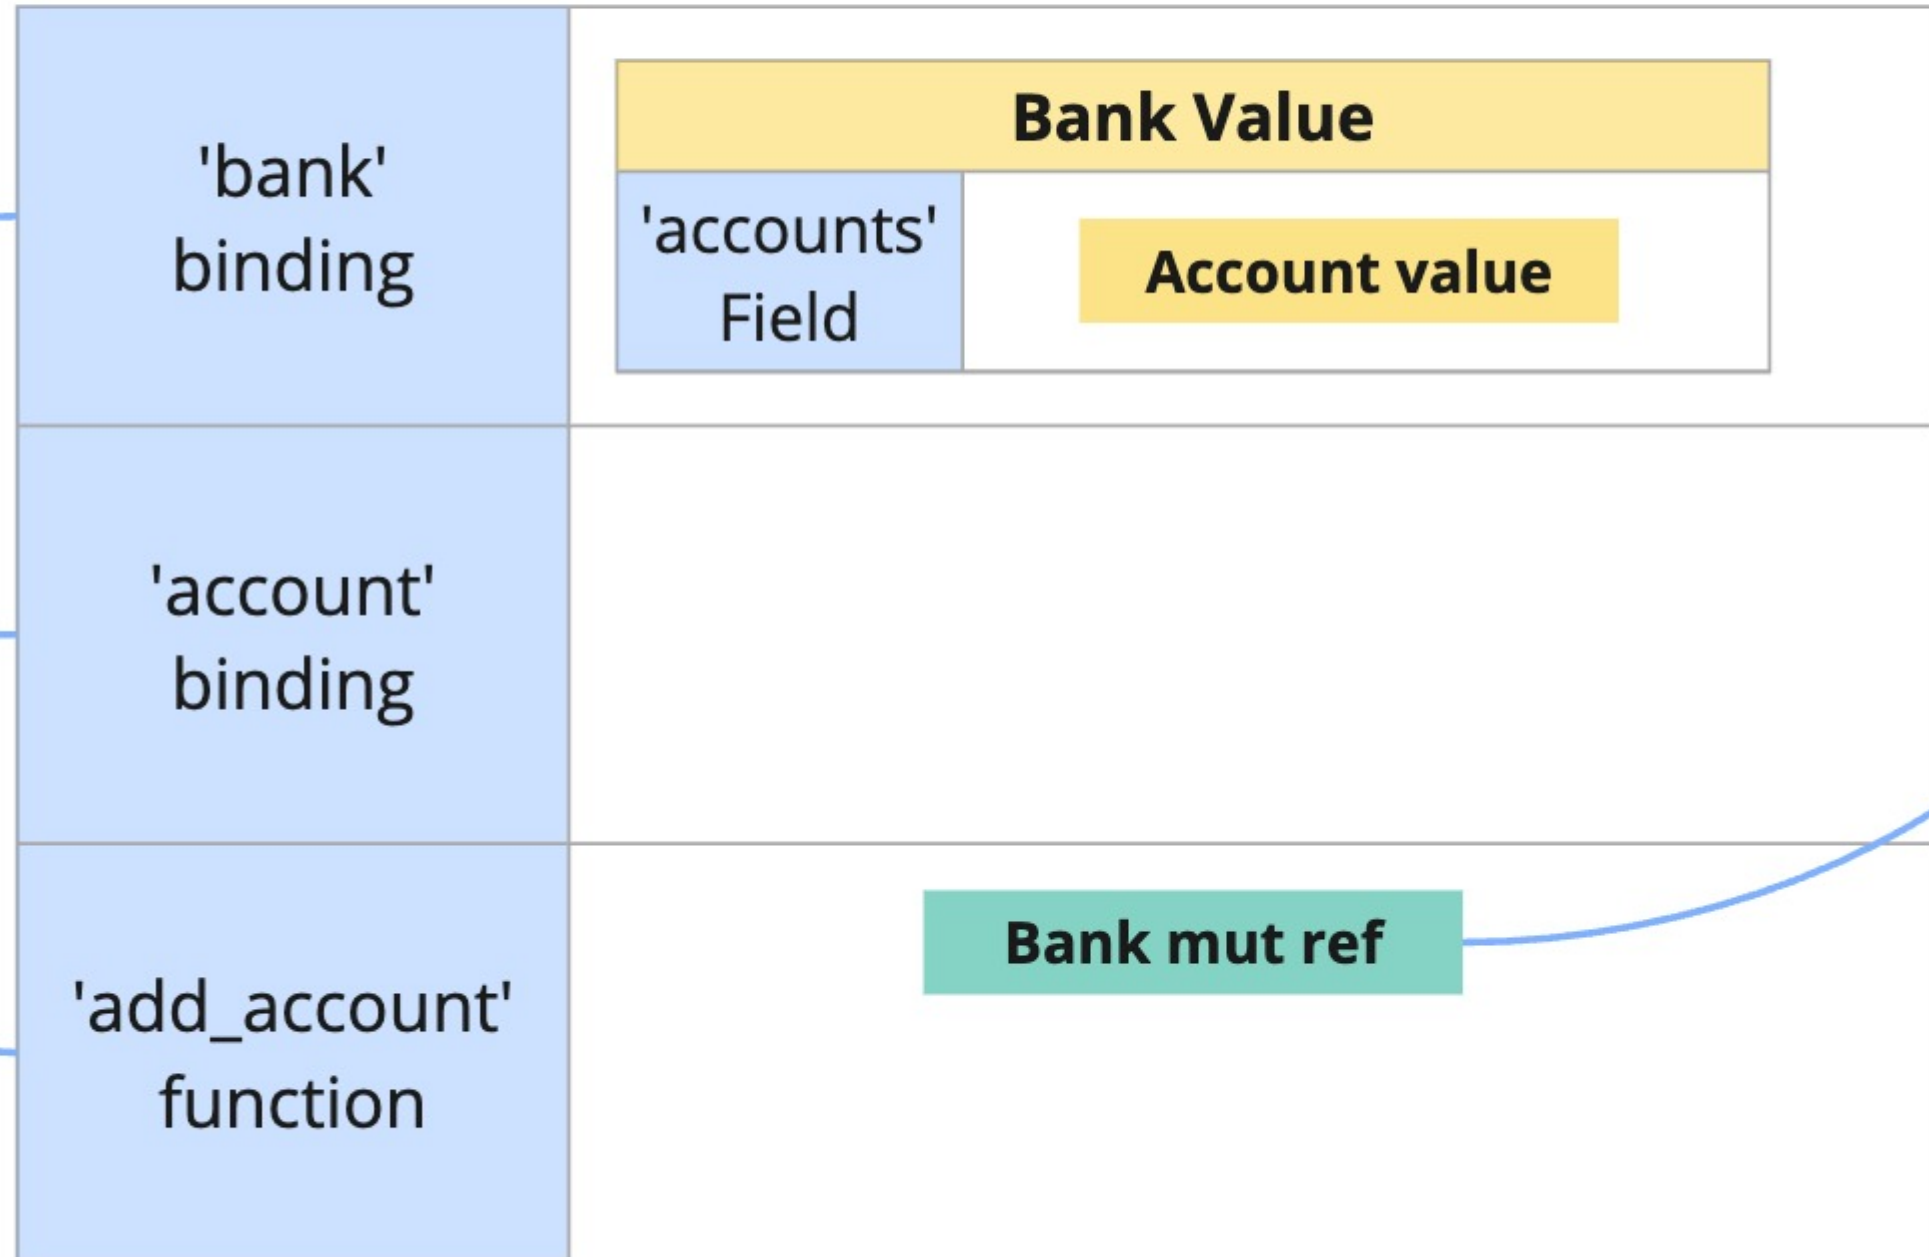 'bank'
binding
Bank Value
'accounts'
Field
Account value
'account'
binding
'add_account'
function
Bank mut ref